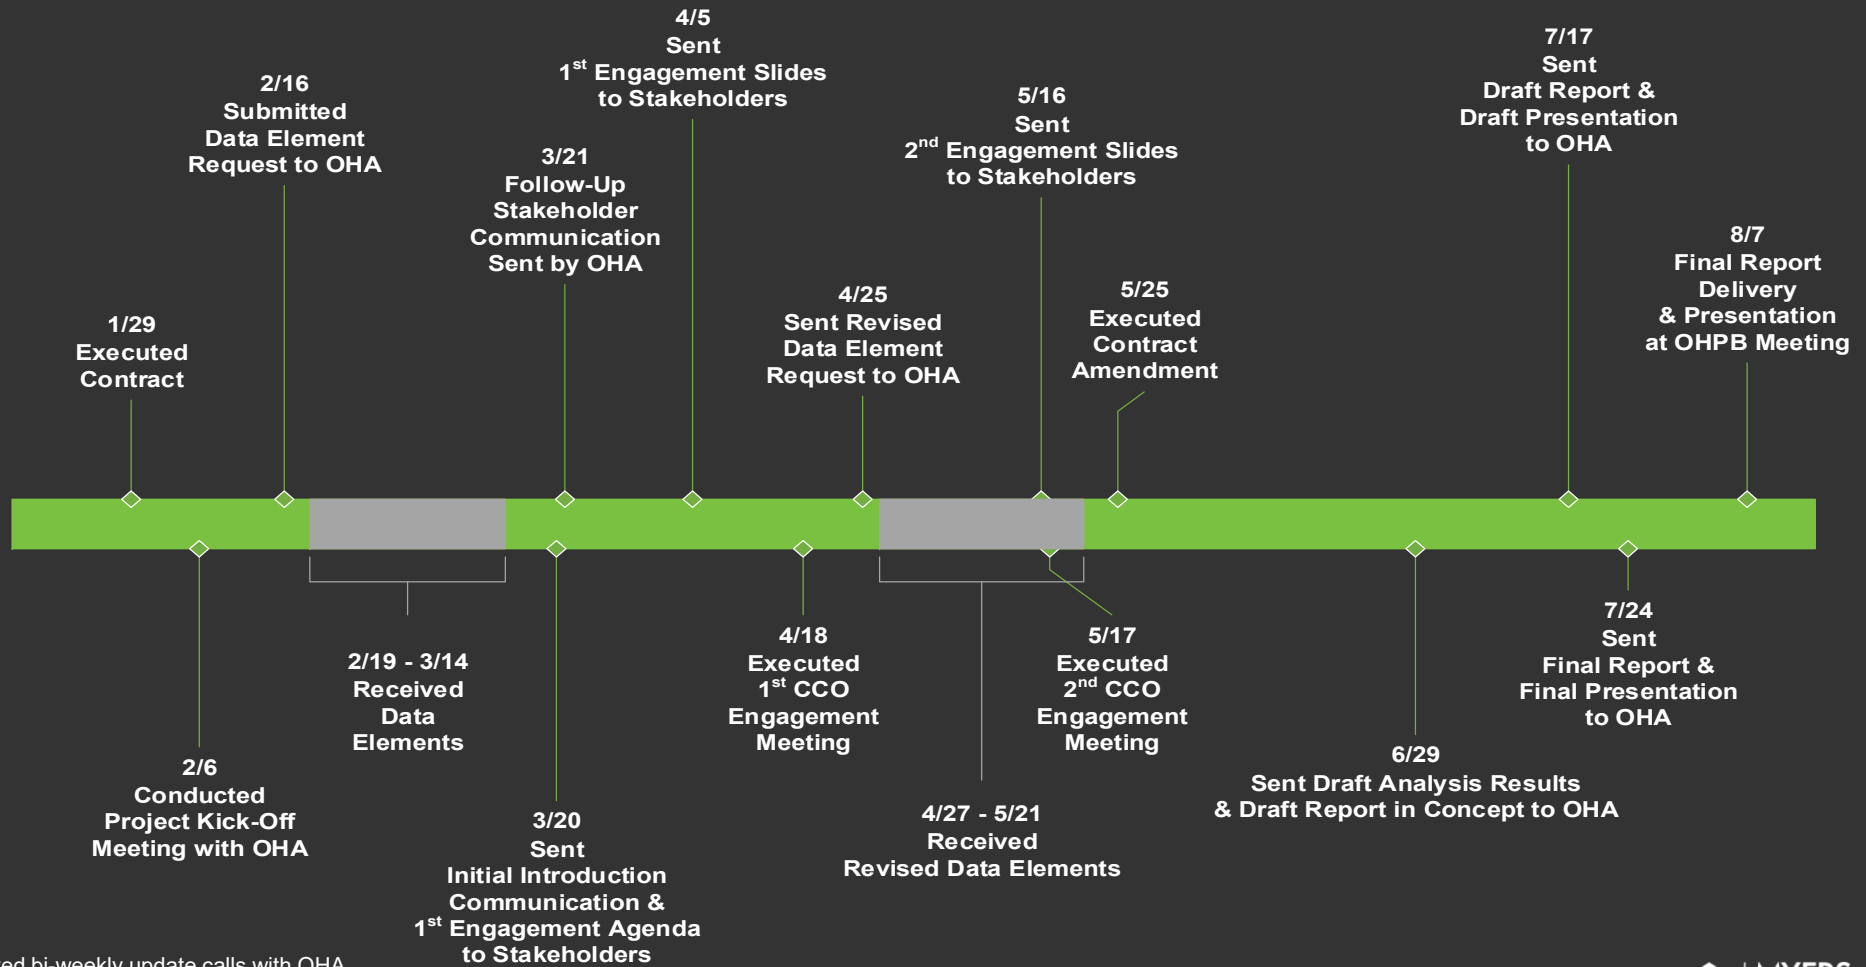 4/5
Sent
1st Engagement Slides
to Stakeholders
7/17
Sent
Draft Report &
Draft Presentation
to OHA
2/16
Submitted
Data Element
Request to OHA
5/16
Sent
2nd Engagement Slides
to Stakeholders
3/21
Follow-Up
Stakeholder
Communication
Sent by OHA
8/7
Final Report
Delivery
& Presentation
at OHPB Meeting
1/29
Executed
Contract
4/25
Sent Revised
Data Element
Request to OHA
5/25
Executed
Contract
Amendment
2/19 - 3/14
Received
Data
Elements
4/18
Executed
1st CCO
Engagement
Meeting
5/17
Executed
2nd CCO
Engagement
Meeting
7/24
Sent
Final Report &
Final Presentation
to OHA
2/6
Conducted
Project Kick-Off
Meeting with OHA
3/20
Sent
Initial Introduction
Communication &
1st Engagement Agenda
to Stakeholders
4/27 - 5/21
Received
Revised Data Elements
6/29
Sent Draft Analysis Results
& Draft Report in Concept to OHA
bi-weekly update calls with OHA
MYERS